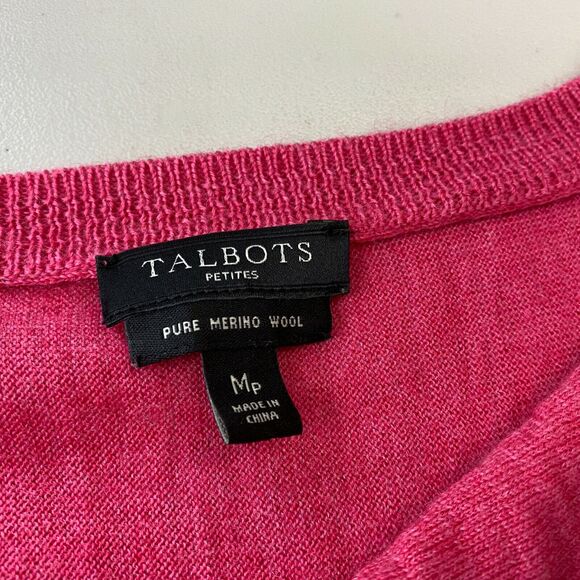 TALBOTS
PETITES
PURE MERINO WOOL
MP
MADE IN
CHINA